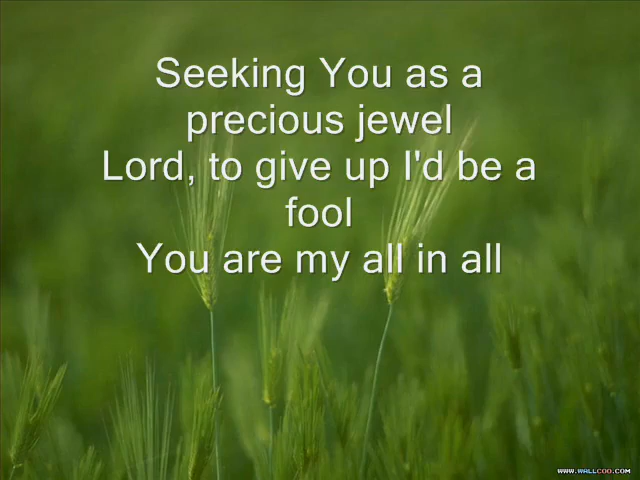 Seeking You as a
precious jewel
Lord, to give up I'd be a
fool
You are my all in all
WWW.WALLCOO.COM